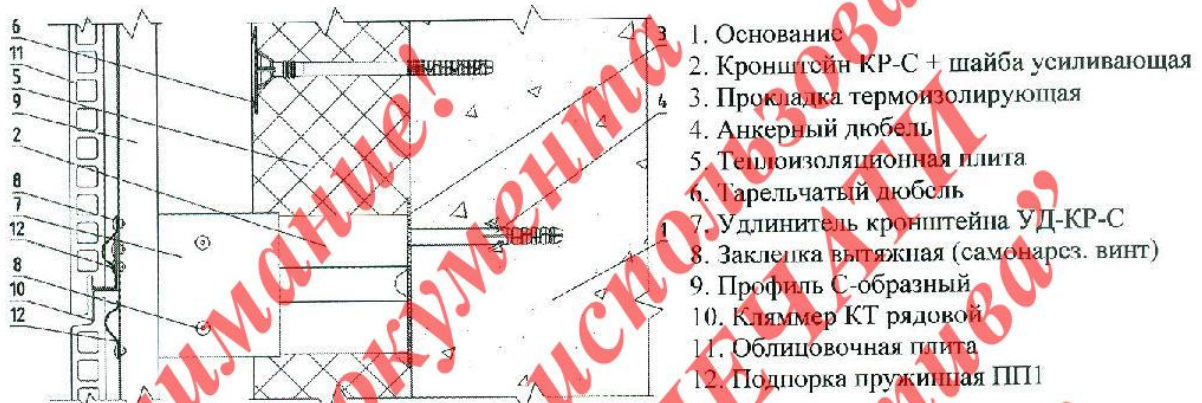 6
11
5
9
2
8
7
12
8
10
12
3
4
1
1. Основание
2. Кронштейн КР-С + шайба усиливающая
3. Прокладка термоизолирующая
4. Анкерный дюбель
5. Теплоизоляционная плита
6. Тарельчатый дюбель
7. Удлинитель кронштейна УД-КР-С
8. Заклепка вытяжная (самонарез. винт)
9. Профиль С-образный
10. Кляммер КТ рядовой
11. Облицовочная плита
12. Подпорка пружинная ПП1